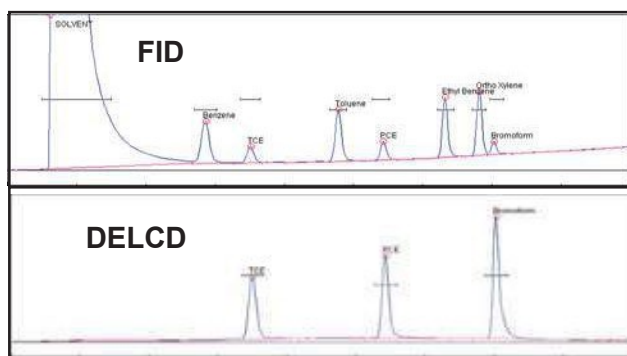 SOLVENT
FID
Benzene
TCE
Toluene
PCE
Ethyl Benzene
Ortho Xylene
Bromoform
DELCD
TCE
PCE
Bromoform